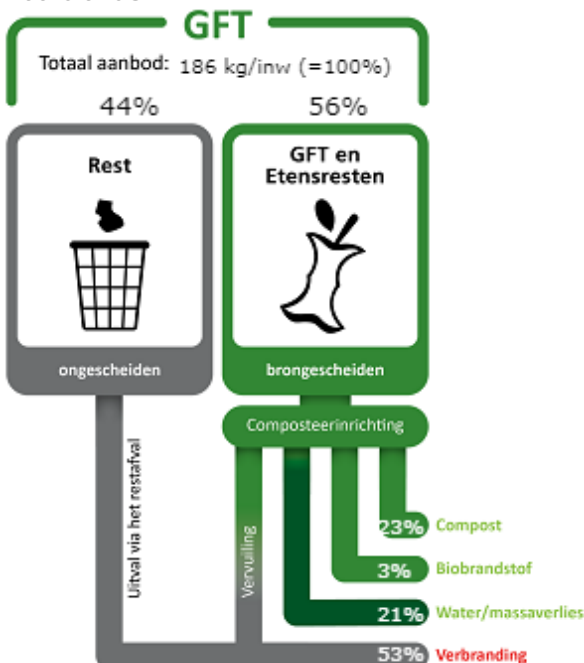 GFT
Totaal aanbod: 186 kg/inw (=100%)
44%
56%
Rest
GFT en
Etensresten
ongescheiden
brongescheiden
Composteerinrichting
Uitval via het restafval
Vervuiling
23% Compost
3% Biobrandstof
21% Water/massaverlies
53% Verbranding